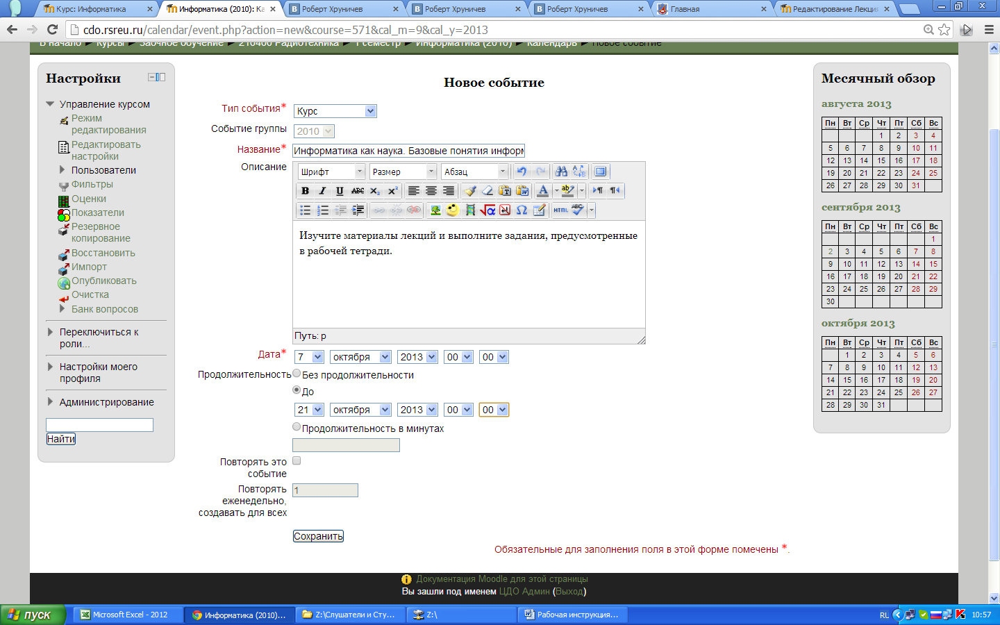 Курс: Информатика
Информатика (2010): Ка
Роберт Хруничев
Роберт Хруничев
Роберт Хруничев
Главная
Редактирование Лекция
cdo.rsreu.ru/calendar/event.php?action=new&course=571&cal_m=9&cal_y=2013
В начало ► Курсы ► Заочное обучение ► 210400 Радиотехника ► 1 семестр ► Информатика (2010) ► Календарь ► Новое событие
Настройки
Управление курсом
Режим
редактирования
Редактировать
настройки
Пользователи
Фильтры
Оценки
Показатели
Резервное
копирование
Восстановить
Импорт
Опубликовать
Очистка
Банк вопросов
Переключиться к
роли...
Настройки моего
профиля
Администрирование
Найти
Новое событие
Тип события* Курс
Событие группы 2010
Название* Информатика как наука. Базовые понятия информ
Описание
Шрифт Размер Абзац
B I U ABC x₂ x²
HTML ABC
Изучите материалы лекций и выполните задания, предусмотренные
в рабочей тетради.
Путь: p
Дата* 7 октября 2013 00 00
Продолжительность Без продолжительности
До
21 октября 2013 00 00
Продолжительность в минутах
Повторять это
событие
Повторять 1
еженедельно,
создавать для всех
Сохранить
Обязательные для заполнения поля в этой форме помечены *.
Месячный обзор
августа 2013
Пн Вт Ср Чт Пт Сб Вс
1 2 3 4
5 6 7 8 9 10 11
12 13 14 15 16 17 18
19 20 21 22 23 24 25
26 27 28 29 30 31
сентября 2013
Пн Вт Ср Чт Пт Сб Вс
1
2 3 4 5 6 7 8
9 10 11 12 13 14 15
16 17 18 19 20 21 22
23 24 25 26 27 28 29
30
октября 2013
Пн Вт Ср Чт Пт Сб Вс
1 2 3 4 5 6
7 8 9 10 11 12 13
14 15 16 17 18 19 20
21 22 23 24 25 26 27
28 29 30 31
Документация Moodle для этой страницы
Вы зашли под именем ЦДО Админ (Выход)
пуск
Microsoft Excel - 2012
Информатика (2010)...
Z:\Слушатели и Сту...
Z:\
Рабочая инструкция...
RU
10:57